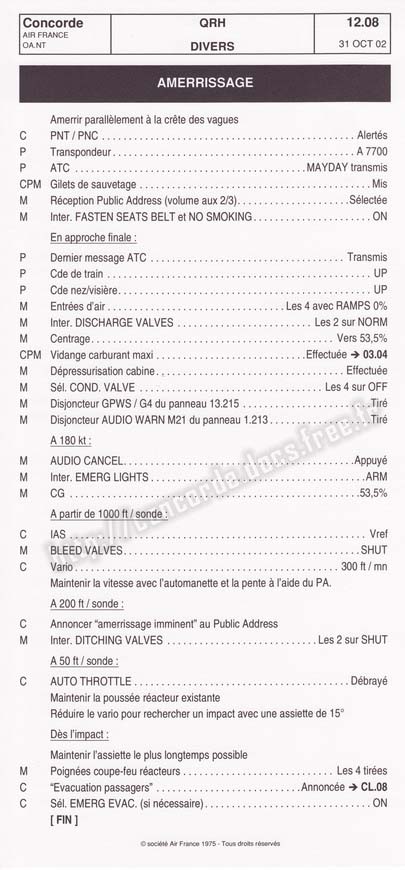 Concorde
AIR FRANCE
OA.NT
QRH
DIVERS
12.08
31 OCT 02
AMERRISSAGE
Amerrir parallèlement à la crête des vagues
C PNT / PNC . . . . . . . . . . Alertés
P Transpondeur . . . . . . . . . . A 7700
P ATC . . . . . . . . . . MAYDAY transmis
CPM Gilets de sauvetage . . . . . . . . . . Mis
M Réception Public Address (volume aux 2/3) . . . . . . . . . . Sélectée
M Inter. FASTEN SEATS BELT et NO SMOKING . . . . . . . . . . ON
En approche finale :
P Dernier message ATC . . . . . . . . . . Transmis
P Cde de train . . . . . . . . . . UP
P Cde nez/visière . . . . . . . . . . UP
M Entrées d'air . . . . . . . . . . Les 4 avec RAMPS 0%
M Inter. DISCHARGE VALVES . . . . . . . . . . Les 2 sur NORM
M Centrage . . . . . . . . . . Vers 53,5%
CPM Vidange carburant maxi . . . . . . . . . . Effectuée ➔ 03.04
M Dépressurisation cabine . . . . . . . . . . Effectuée
M Sél. COND. VALVE . . . . . . . . . . Les 4 sur OFF
M Disjoncteur GPWS / G4 du panneau 13.215 . . . . . . . . . . Tiré
M Disjoncteur AUDIO WARN M21 du panneau 1.213 . . . . . . . . . . Tiré
A 180 kt :
M AUDIO CANCEL . . . . . . . . . . Appuyé
M Inter. EMERG LIGHTS . . . . . . . . . . ARM
M CG . . . . . . . . . . 53,5%
A partir de 1000 ft / sonde :
C IAS . . . . . . . . . . Vref
M BLEED VALVES . . . . . . . . . . SHUT
C Vario . . . . . . . . . . 300 ft / mn
Maintenir la vitesse avec l'automanette et la pente à l'aide du PA.
A 200 ft / sonde :
C Annoncer "amerrissage imminent" au Public Address
M Inter. DITCHING VALVES . . . . . . . . . . Les 2 sur SHUT
A 50 ft / sonde :
C AUTO THROTTLE . . . . . . . . . . Débrayé
Maintenir la poussée réacteur existante
Réduire le vario pour rechercher un impact avec une assiette de 15°
Dès l'impact :
Maintenir l'assiette le plus longtemps possible
M Poignées coupe-feu réacteurs . . . . . . . . . . Les 4 tirées
C "Evacuation passagers" . . . . . . . . . . Annoncée ➔ CL.08
C Sél. EMERG EVAC. (si nécessaire) . . . . . . . . . . ON
[ FIN ]
© société Air France 1975 - Tous droits réservés
http://concorde.docs.free.fr